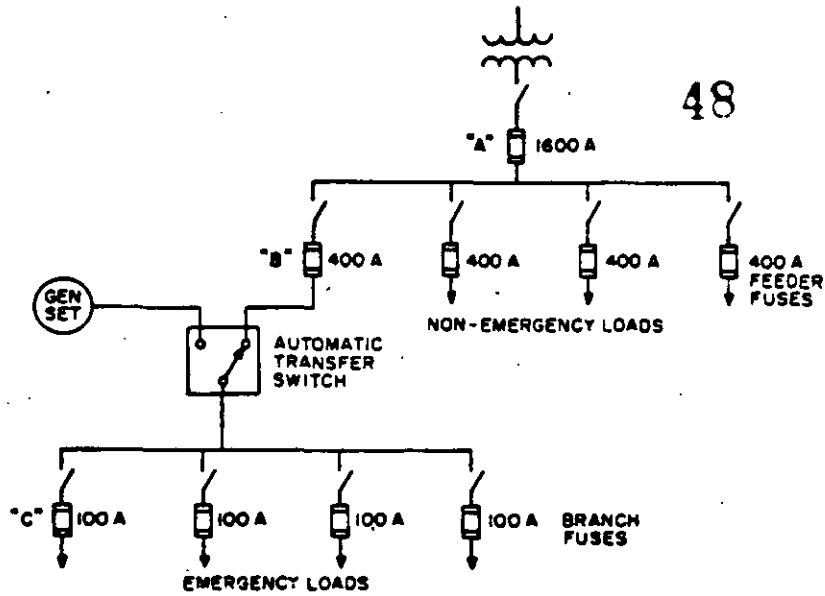 48
"A" 1600 A
"B" 400 A 400 A 400 A 400 A
FEEDER
FUSES
NON-EMERGENCY LOADS
GEN
SET
AUTOMATIC
TRANSFER
SWITCH
"C" 100 A 100 A 100 A 100 A BRANCH
FUSES
EMERGENCY LOADS